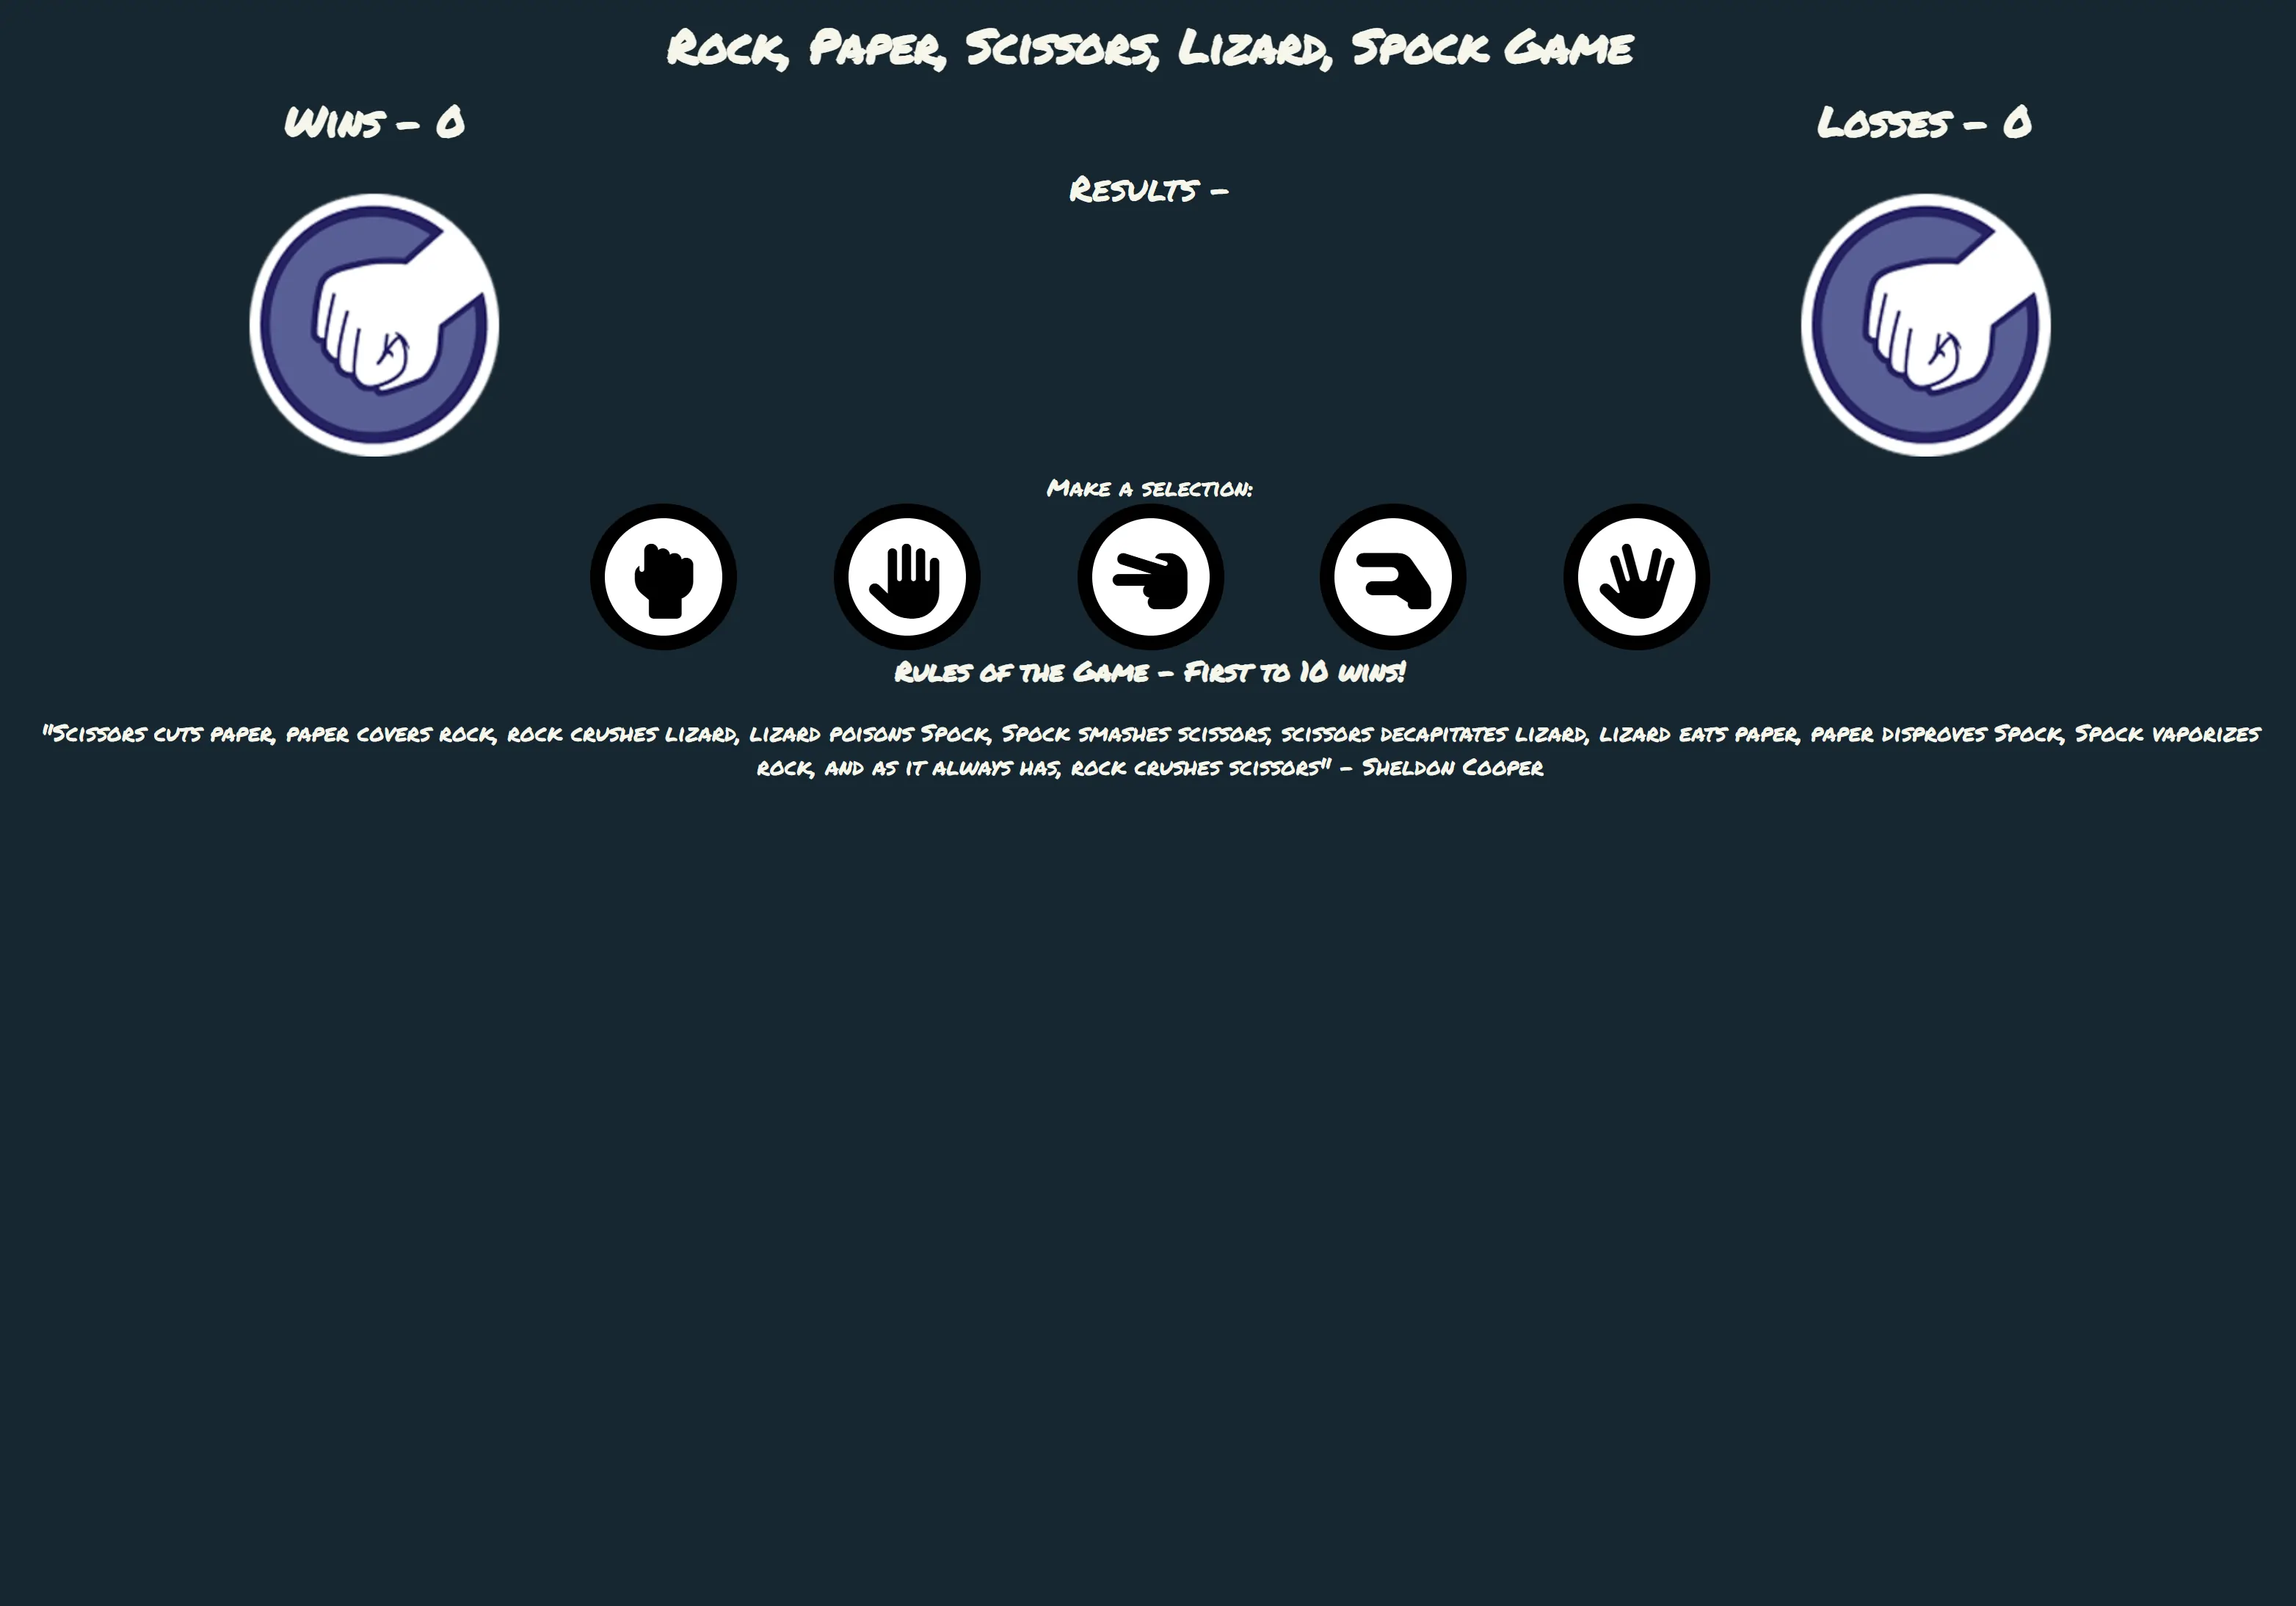 Rock, Paper, Scissors, Lizard, Spock Game
Wins - 0
Losses - 0
Results -
Make a selection:
Rules of the Game - First to 10 wins!
"Scissors cuts paper, paper covers rock, rock crushes lizard, lizard poisons Spock, Spock smashes scissors, scissors decapitates lizard, lizard eats paper, paper disproves Spock, Spock vaporizes
rock, and as it always has, rock crushes scissors" - Sheldon Cooper